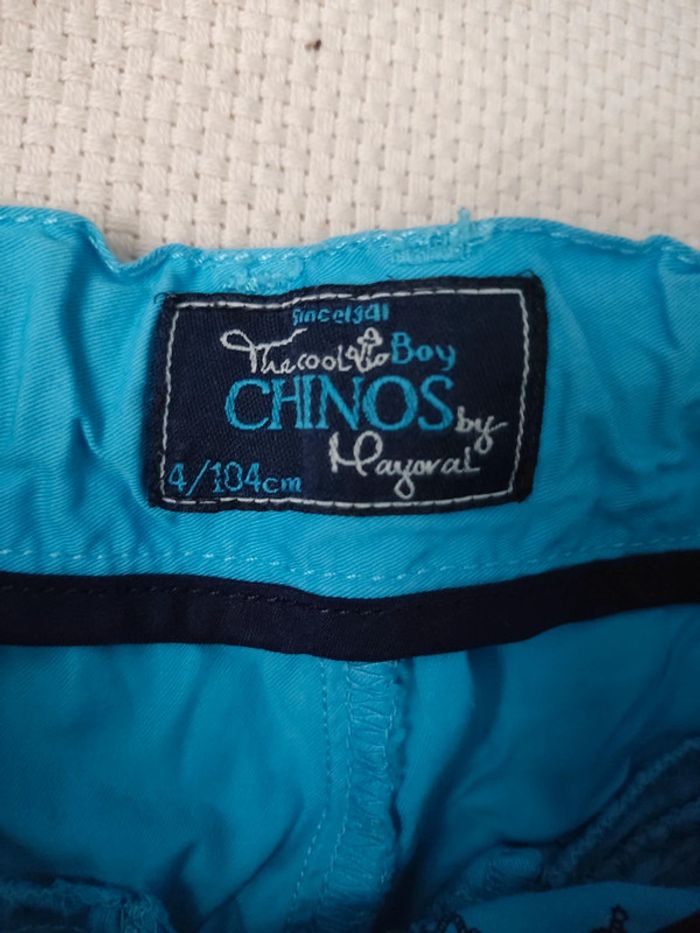 Since1941
The cool Boy
CHINOS by
Mayoral
4/104cm